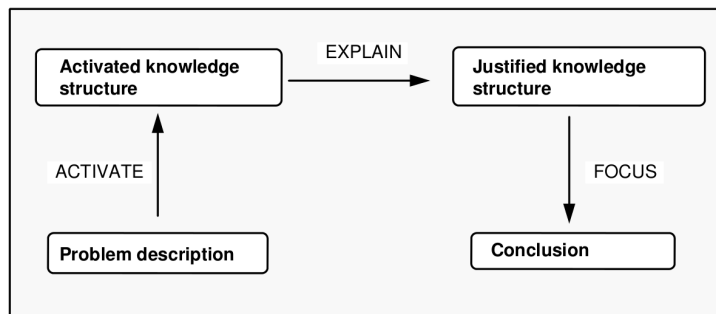 EXPLAIN
Activated knowledge
structure
Justified knowledge
structure
ACTIVATE
FOCUS
Problem description
Conclusion